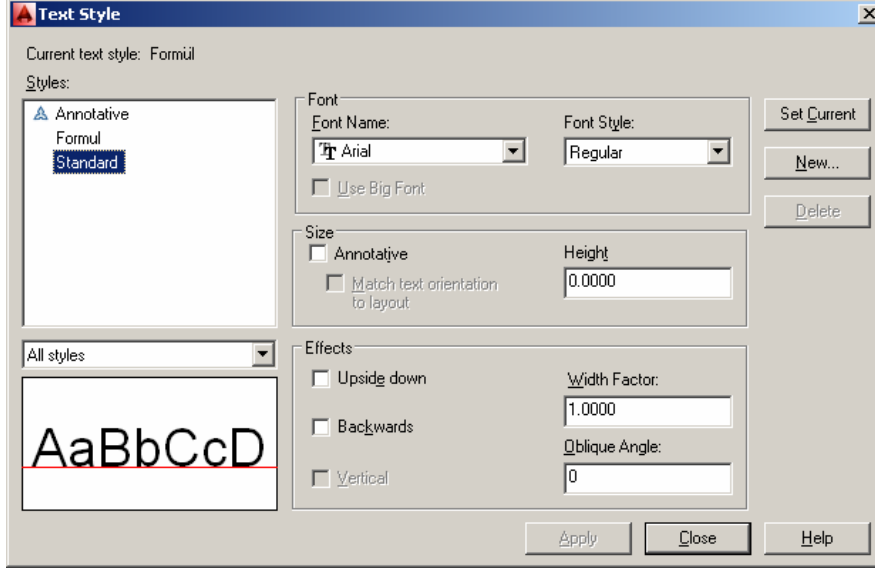 Text Style
Current text style: Formül
Styles:
Annotative
Formul
Standard
All styles
AaBbCcD
Font
Font Name:
Arial
Font Style:
Regular
Use Big Font
Size
Annotative
Match text orientation
to layout
Height
0.0000
Effects
Upside down
Backwards
Vertical
Width Factor:
1.0000
Oblique Angle:
0
Set Current
New...
Delete
Apply
Close
Help